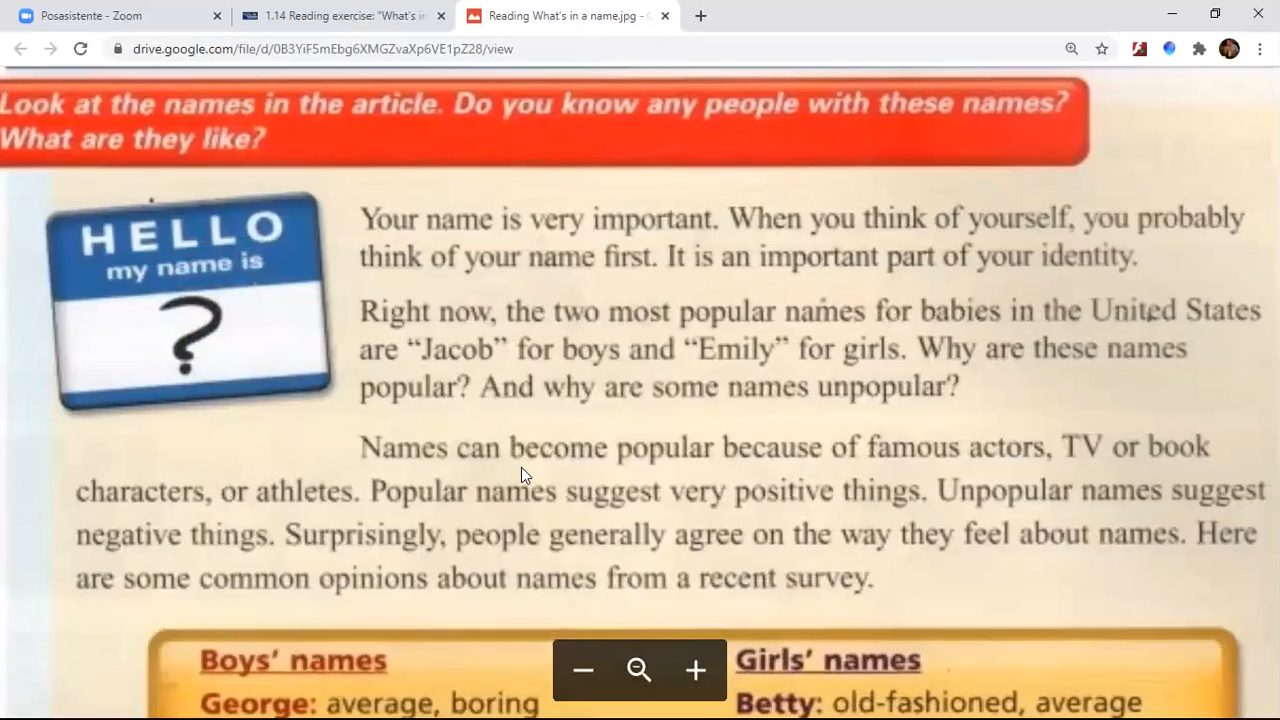 Posasistente - Zoom
1.14 Reading exercise: "What's in
Reading What's in a name.jpg -
drive.google.com/file/d/0B3YiF5mEbg6XMGZvaXp6VE1pZ28/view
Look at the names in the article. Do you know any people with these names?
What are they like?
HELLO
my name is
?
Your name is very important. When you think of yourself, you probably
think of your name first. It is an important part of your identity.
Right now, the two most popular names for babies in the United States
are “Jacob” for boys and “Emily” for girls. Why are these names
popular? And why are some names unpopular?
Names can become popular because of famous actors, TV or book
characters, or athletes. Popular names suggest very positive things. Unpopular names suggest
negative things. Surprisingly, people generally agree on the way they feel about names. Here
are some common opinions about names from a recent survey.
Boys’ names
George: average, boring
Girls’ names
Betty: old-fashioned, average